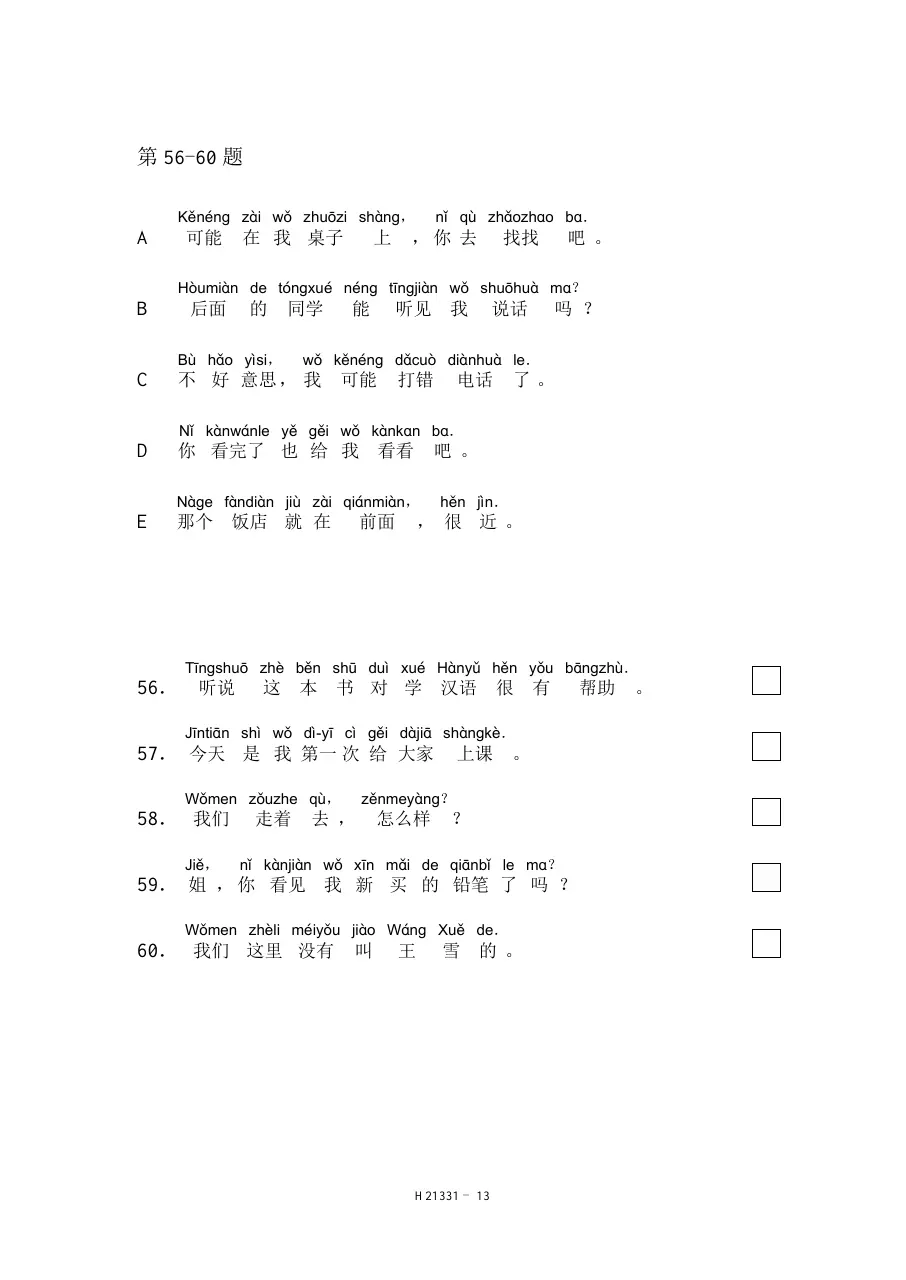 第 56-60 题
Kěnéng zài wǒ zhuōzi shàng, nǐ qù zhǎozhao ba.
A 可能 在 我 桌子 上 ，你 去 找找 吧 。
Hòumiàn de tóngxué néng tīngjiàn wǒ shuōhuà ma?
B 后面 的 同学 能 听见 我 说话 吗 ？
Bù hǎo yìsi, wǒ kěnéng dǎcuò diànhuà le.
C 不 好 意思，我 可能 打错 电话 了 。
Nǐ kànwánle yě gěi wǒ kànkan ba.
D 你 看完了 也 给 我 看看 吧 。
Nàge fàndiàn jiù zài qiánmiàn, hěn jìn.
E 那个 饭店 就 在 前面 ，很 近 。
Tīngshuō zhè běn shū duì xué Hànyǔ hěn yǒu bāngzhù.
56. 听说 这 本 书 对 学 汉语 很 有 帮助 。
Jīntiān shì wǒ dì-yī cì gěi dàjiā shàngkè.
57. 今天 是 我 第一 次 给 大家 上课 。
Wǒmen zǒuzhe qù, zěnmeyàng?
58. 我们 走着 去 ，怎么样 ？
Jiě, nǐ kànjiàn wǒ xīn mǎi de qiānbǐ le ma?
59. 姐 ，你 看见 我 新 买 的 铅笔 了 吗 ？
Wǒmen zhèli méiyǒu jiào Wáng Xuě de.
60. 我们 这里 没有 叫 王 雪 的 。
H 21331 - 13